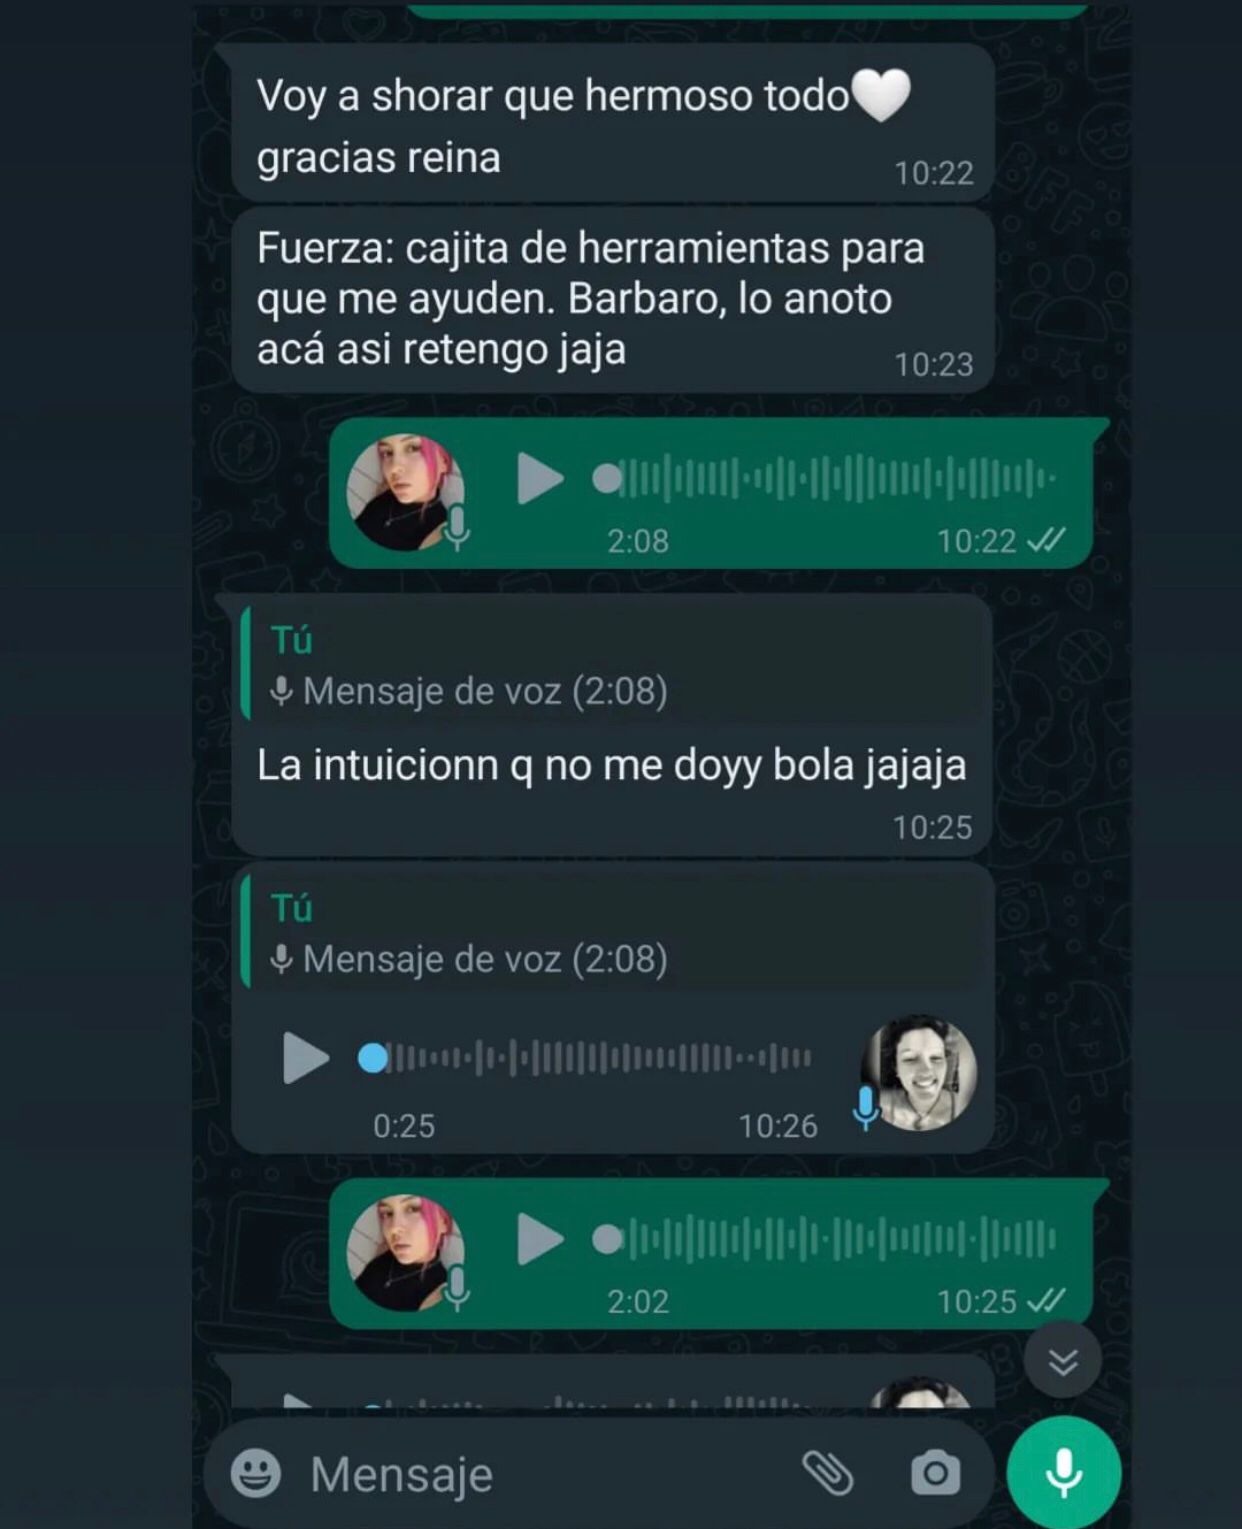 Voy a shorar que hermoso todo🤍
gracias reina
10:22
Fuerza: cajita de herramientas para
que me ayuden. Barbaro, lo anoto
acá asi retengo jaja
10:23
2:08
10:22
Tú
Mensaje de voz (2:08)
La intuicionn q no me doyy bola jajaja
10:25
Tú
Mensaje de voz (2:08)
0:25
10:26
2:02
10:25
Mensaje